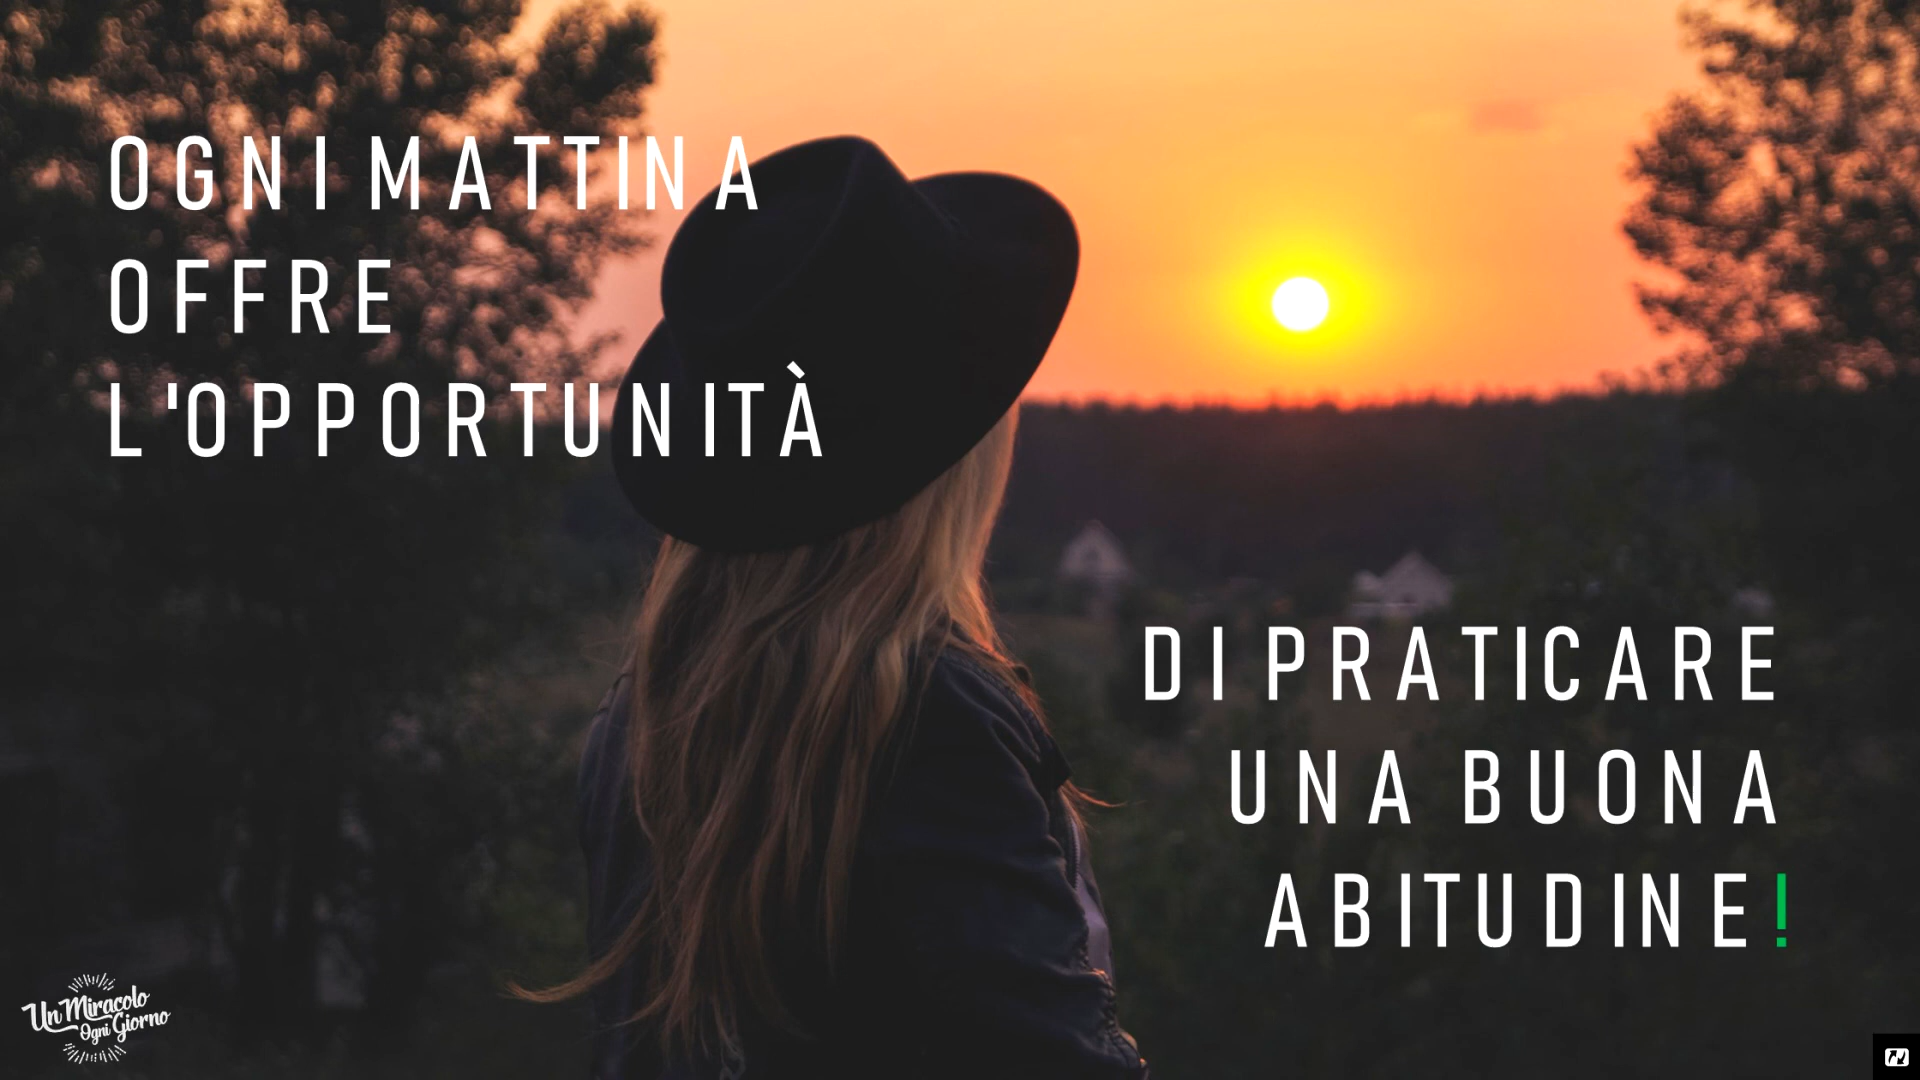 OGNI MATTINA
OFFRE
L'OPPORTUNITÀ
DI PRATICARE
UNA BUONA
ABITUDINE!
Un Miracolo
Ogni Giorno